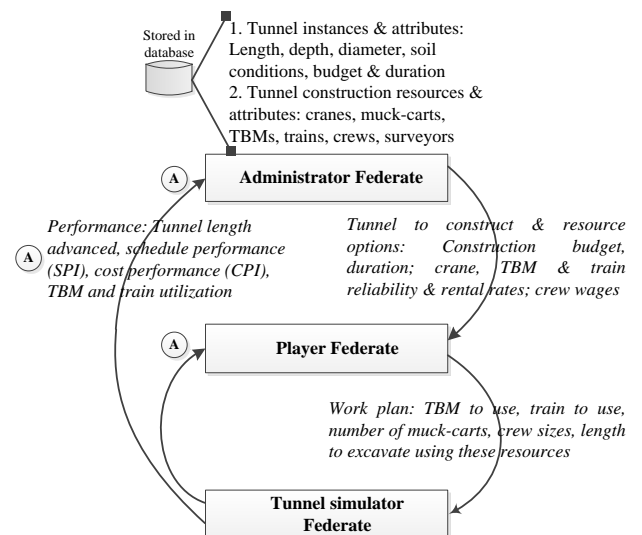 Stored in
database
1. Tunnel instances & attributes:
Length, depth, diameter, soil
conditions, budget & duration
2. Tunnel construction resources &
attributes: cranes, muck-carts,
TBMs, trains, crews, surveyors
A
Administrator Federate
Performance: Tunnel length
advanced, schedule performance
(SPI), cost performance (CPI),
TBM and train utilization
A
Tunnel to construct & resource
options: Construction budget,
duration; crane, TBM & train
reliability & rental rates; crew wages
A
Player Federate
Work plan: TBM to use, train to use,
number of muck-carts, crew sizes, length
to excavate using these resources
Tunnel simulator
Federate